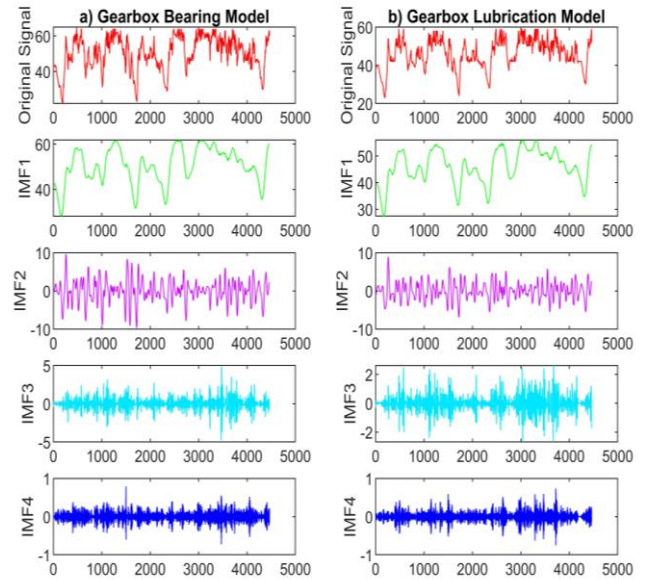 a) Gearbox Bearing Model
Original Signal
60
40
0 1000 2000 3000 4000 5000
IMF1
60
40
0 1000 2000 3000 4000 5000
IMF2
10
0
-10
0 1000 2000 3000 4000 5000
IMF3
5
0
-5
0 1000 2000 3000 4000 5000
IMF4
1
0
-1
0 1000 2000 3000 4000 5000
b) Gearbox Lubrication Model
Original Signal
60
40
20
0 1000 2000 3000 4000 5000
IMF1
50
40
30
0 1000 2000 3000 4000 5000
IMF2
10
0
-10
0 1000 2000 3000 4000 5000
IMF3
2
0
-2
0 1000 2000 3000 4000 5000
IMF4
1
0
-1
0 1000 2000 3000 4000 5000